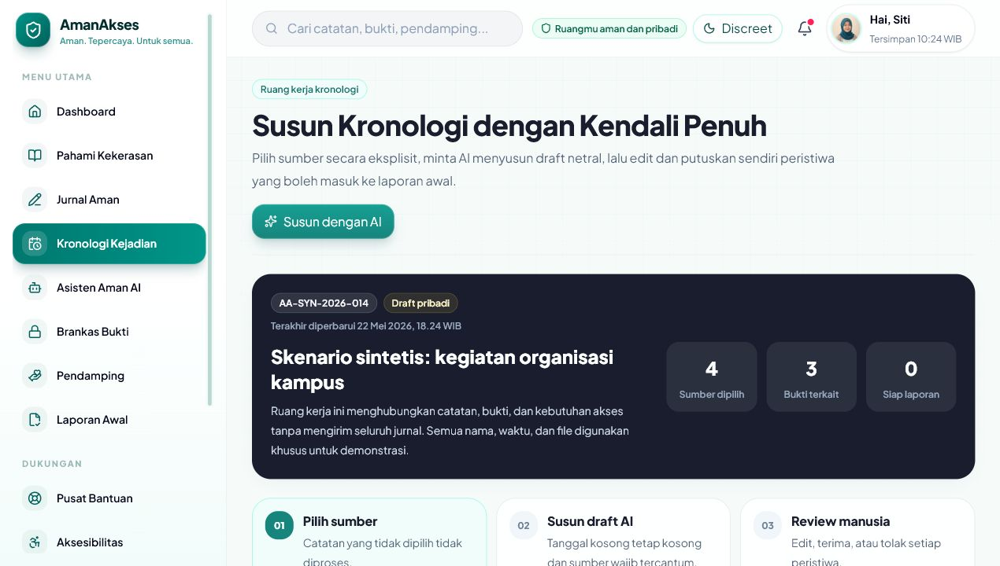 AmanAkses
Aman. Tepercaya. Untuk semua.
MENU UTAMA
Dashboard
Pahami Kekerasan
Jurnal Aman
Kronologi Kejadian
Asisten Aman AI
Brankas Bukti
Pendamping
Laporan Awal
DUKUNGAN
Pusat Bantuan
Aksesibilitas
Cari catatan, bukti, pendamping...
Ruangmu aman dan pribadi
Discreet
Hai, Siti
Tersimpan 10:24 WIB
Ruang kerja kronologi
Susun Kronologi dengan Kendali Penuh
Pilih sumber secara eksplisit, minta AI menyusun draft netral, lalu edit dan putuskan sendiri peristiwa
yang boleh masuk ke laporan awal.
Susun dengan AI
AA-SYN-2026-014
Draft pribadi
Terakhir diperbarui 22 Mei 2026, 18.24 WIB
Skenario sintetis: kegiatan organisasi
kampus
Ruang kerja ini menghubungkan catatan, bukti, dan kebutuhan akses
tanpa mengirim seluruh jurnal. Semua nama, waktu, dan file digunakan
khusus untuk demonstrasi.
4
Sumber dipilih
3
Bukti terkait
0
Siap laporan
01
Pilih sumber
Catatan yang tidak dipilih tidak
diproses.
02
Susun draft AI
Tanggal kosong tetap kosong
dan sumber wajib tercantum.
03
Review manusia
Edit, terima, atau tolak setiap
peristiwa.